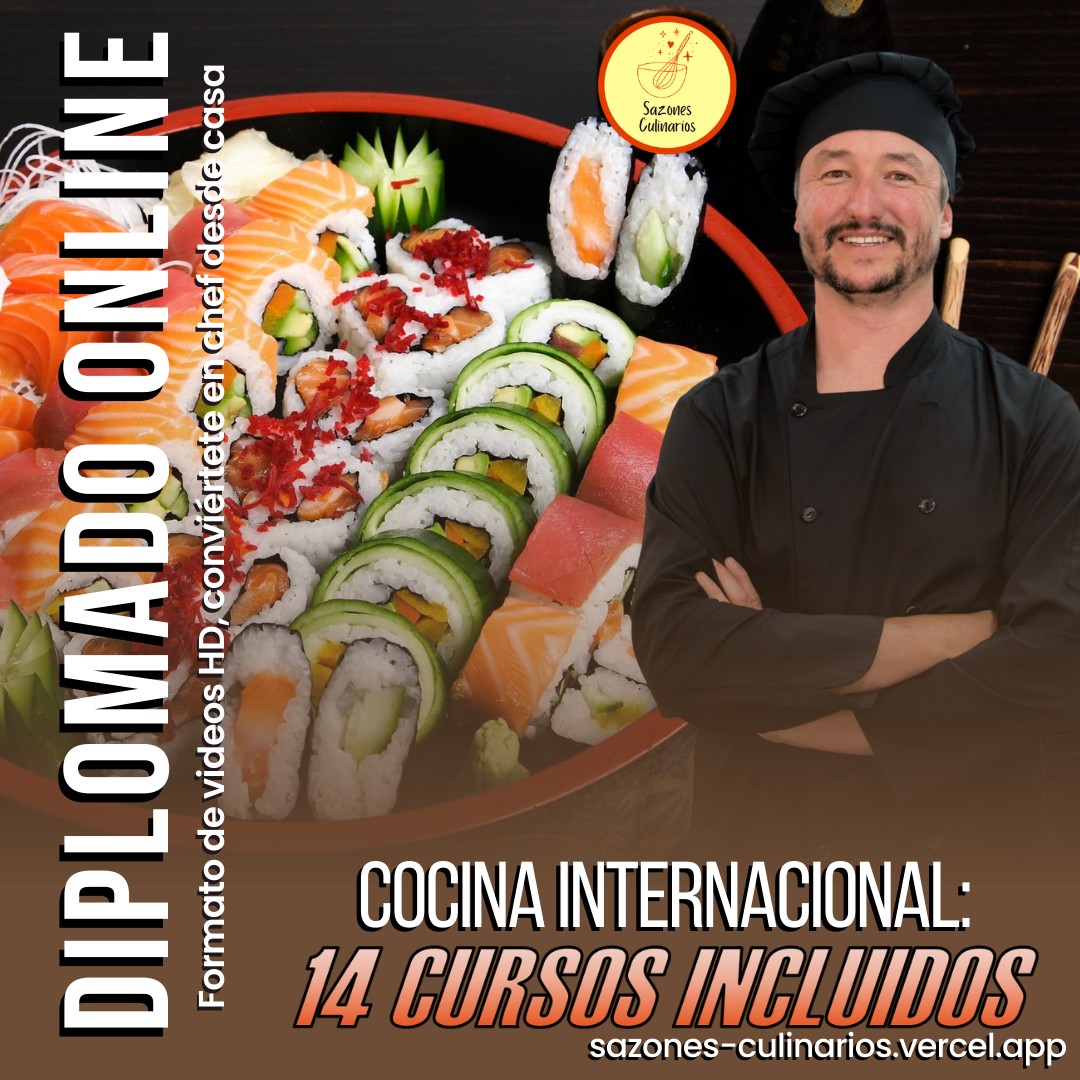 DIPLOMADO ONLINE
Formato de videos HD, conviértete en chef desde casa
Sazones
Culinarios
COCINA INTERNACIONAL:
14 CURSOS INCLUIDOS
sazones-culinarios.vercel.app